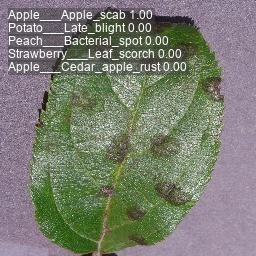 Apple___Apple_scab 1.00
Potato___Late_blight 0.00
Peach___Bacterial_spot 0.00
Strawberry___Leaf_scorch 0.00
Apple___Cedar_apple_rust 0.00